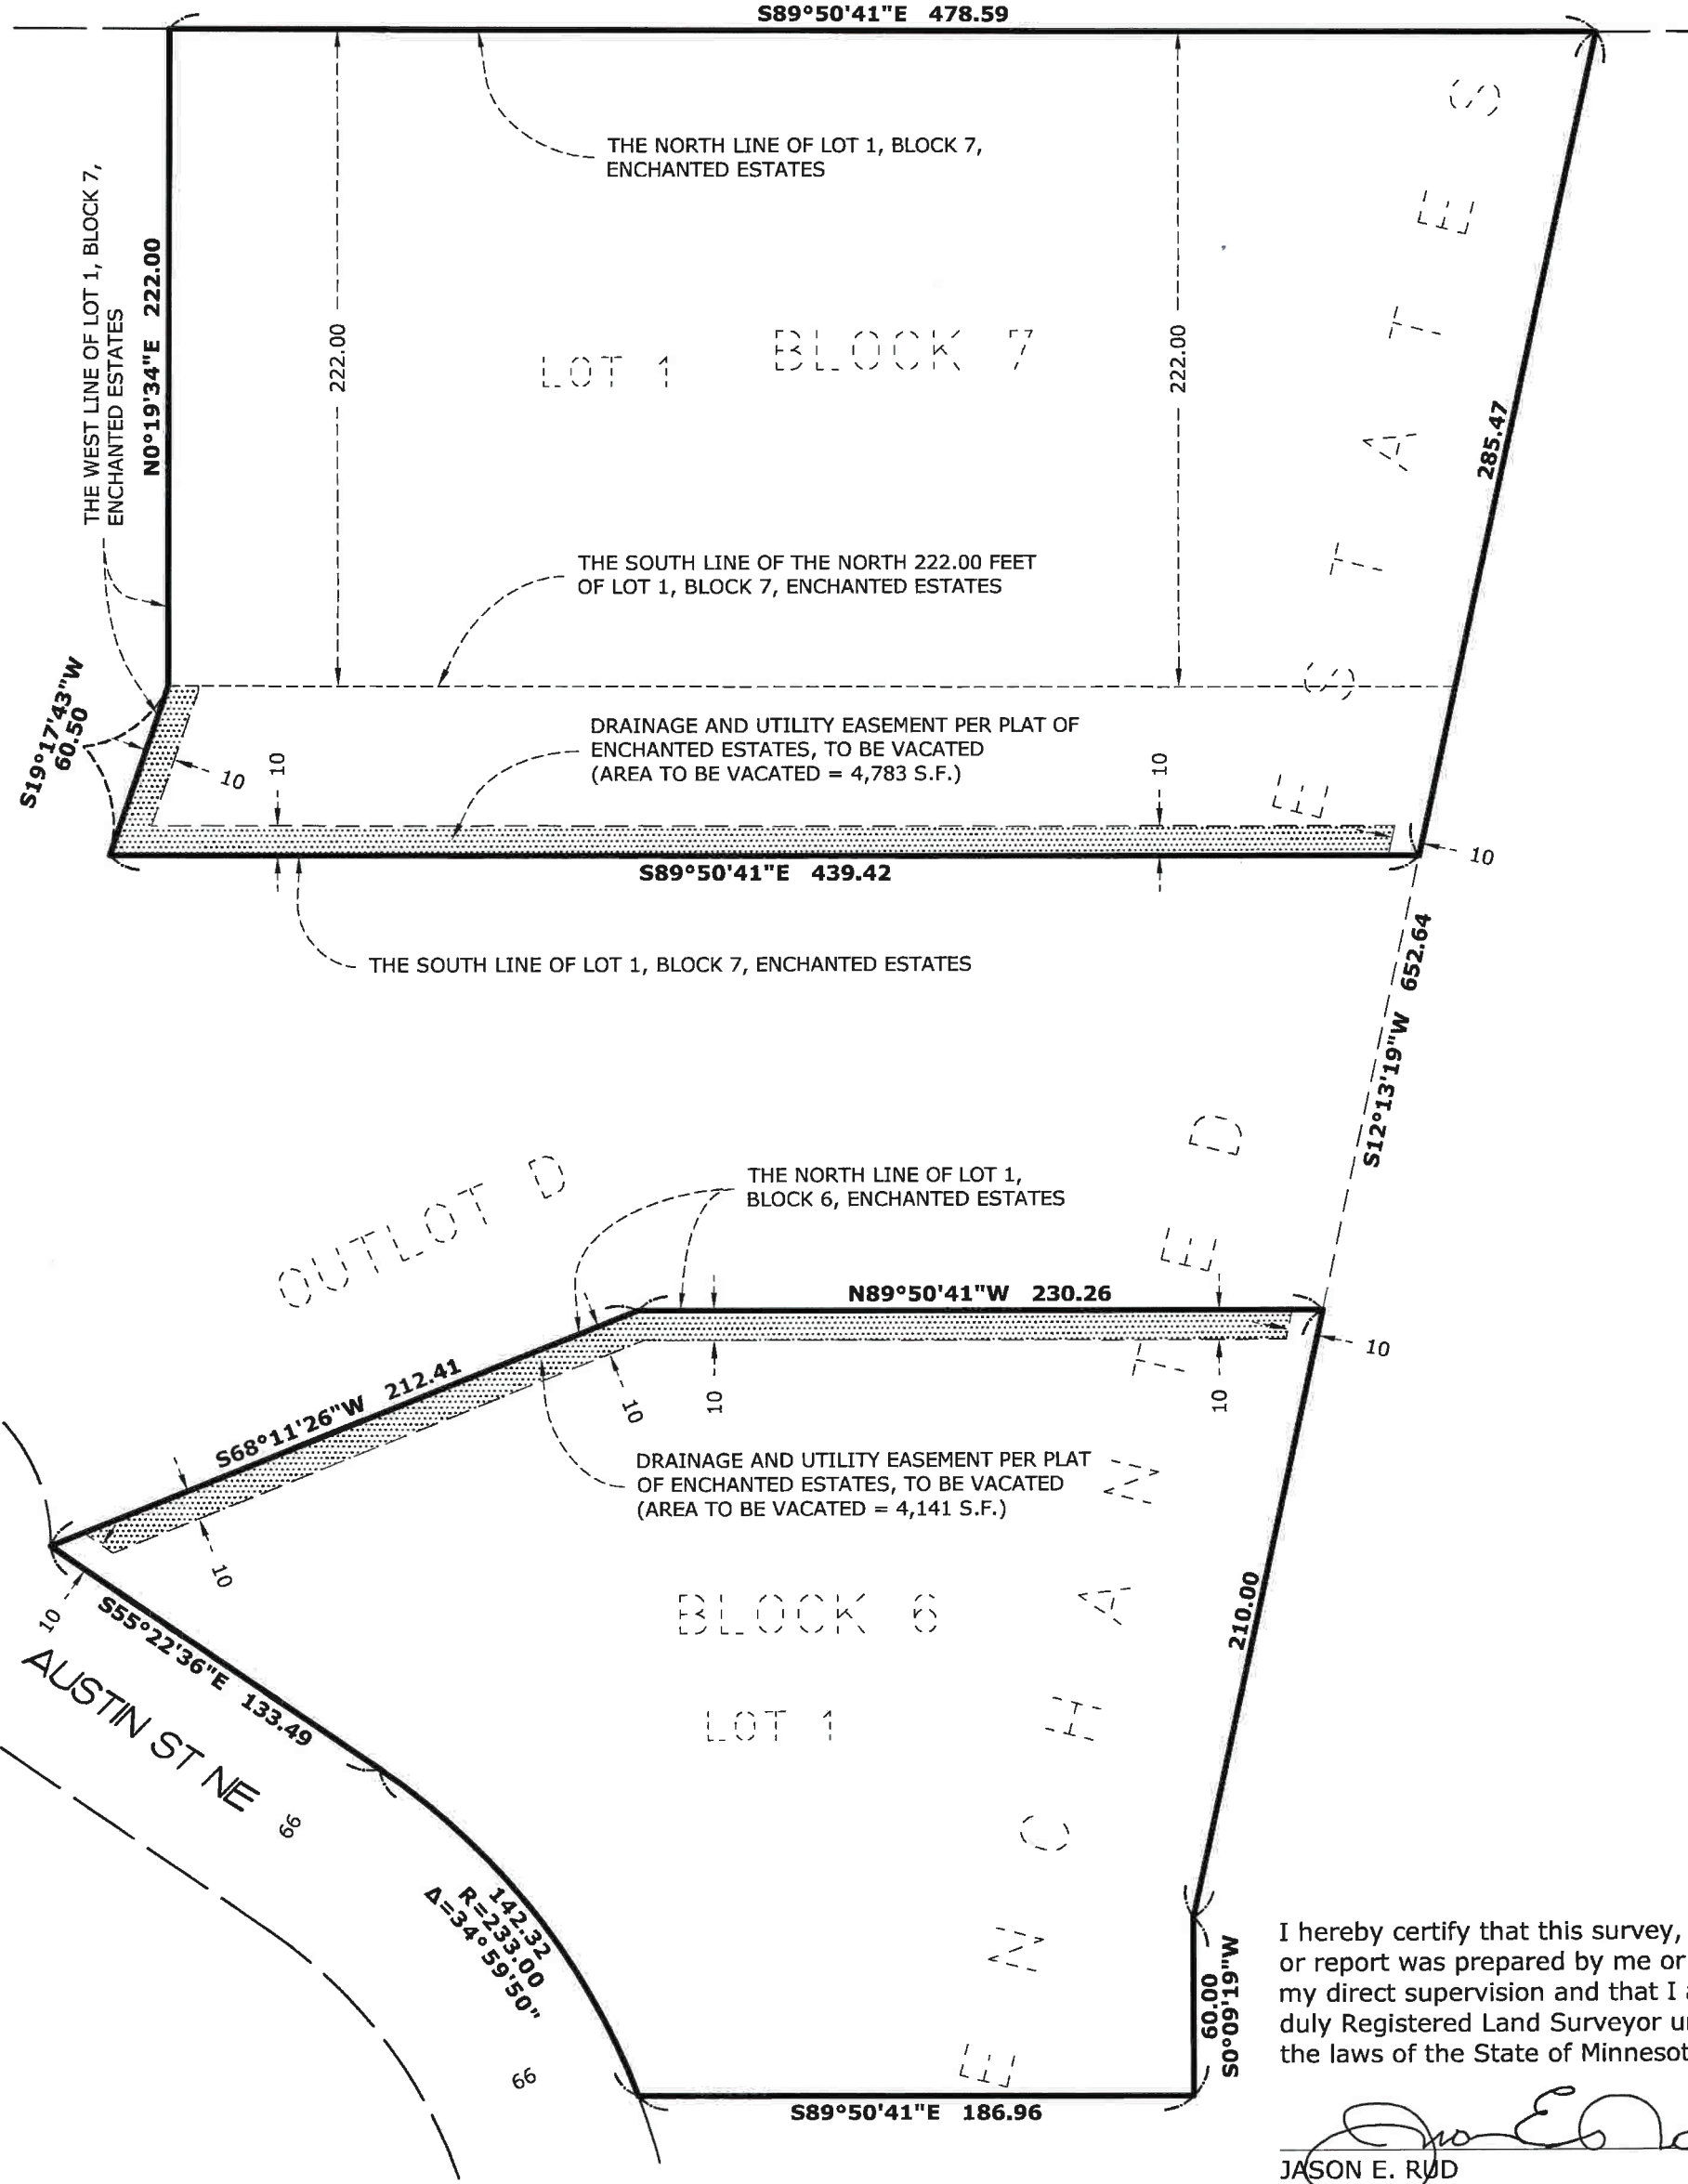 S89°50'41"E 478.59
THE NORTH LINE OF LOT 1, BLOCK 7,
ENCHANTED ESTATES
THE WEST LINE OF LOT 1, BLOCK 7,
ENCHANTED ESTATES
N0°19'34"E 222.00
222.00
222.00
LOT 1
BLOCK 7
285.47
THE SOUTH LINE OF THE NORTH 222.00 FEET
OF LOT 1, BLOCK 7, ENCHANTED ESTATES
S19°17'43"W
60.50
DRAINAGE AND UTILITY EASEMENT PER PLAT OF
ENCHANTED ESTATES, TO BE VACATED
(AREA TO BE VACATED = 4,783 S.F.)
10
10
10
10
S89°50'41"E 439.42
THE SOUTH LINE OF LOT 1, BLOCK 7, ENCHANTED ESTATES
S12°13'19"W 652.64
ENCHANTED ESTATES
OUTLOT D
THE NORTH LINE OF LOT 1,
BLOCK 6, ENCHANTED ESTATES
N89°50'41"W 230.26
S68°11'26"W 212.41
10
10
10
10
DRAINAGE AND UTILITY EASEMENT PER PLAT
OF ENCHANTED ESTATES, TO BE VACATED
(AREA TO BE VACATED = 4,141 S.F.)
10
10
S55°22'36"E 133.49
AUSTIN ST NE
66
BLOCK 6
LOT 1
210.00
142.32
R=233.00
Δ=34°59'50"
66
60.00
S0°09'19"W
S89°50'41"E 186.96
I hereby certify that this survey,
or report was prepared by me or
my direct supervision and that I
duly Registered Land Surveyor
the laws of the State of
JASON E. RUD